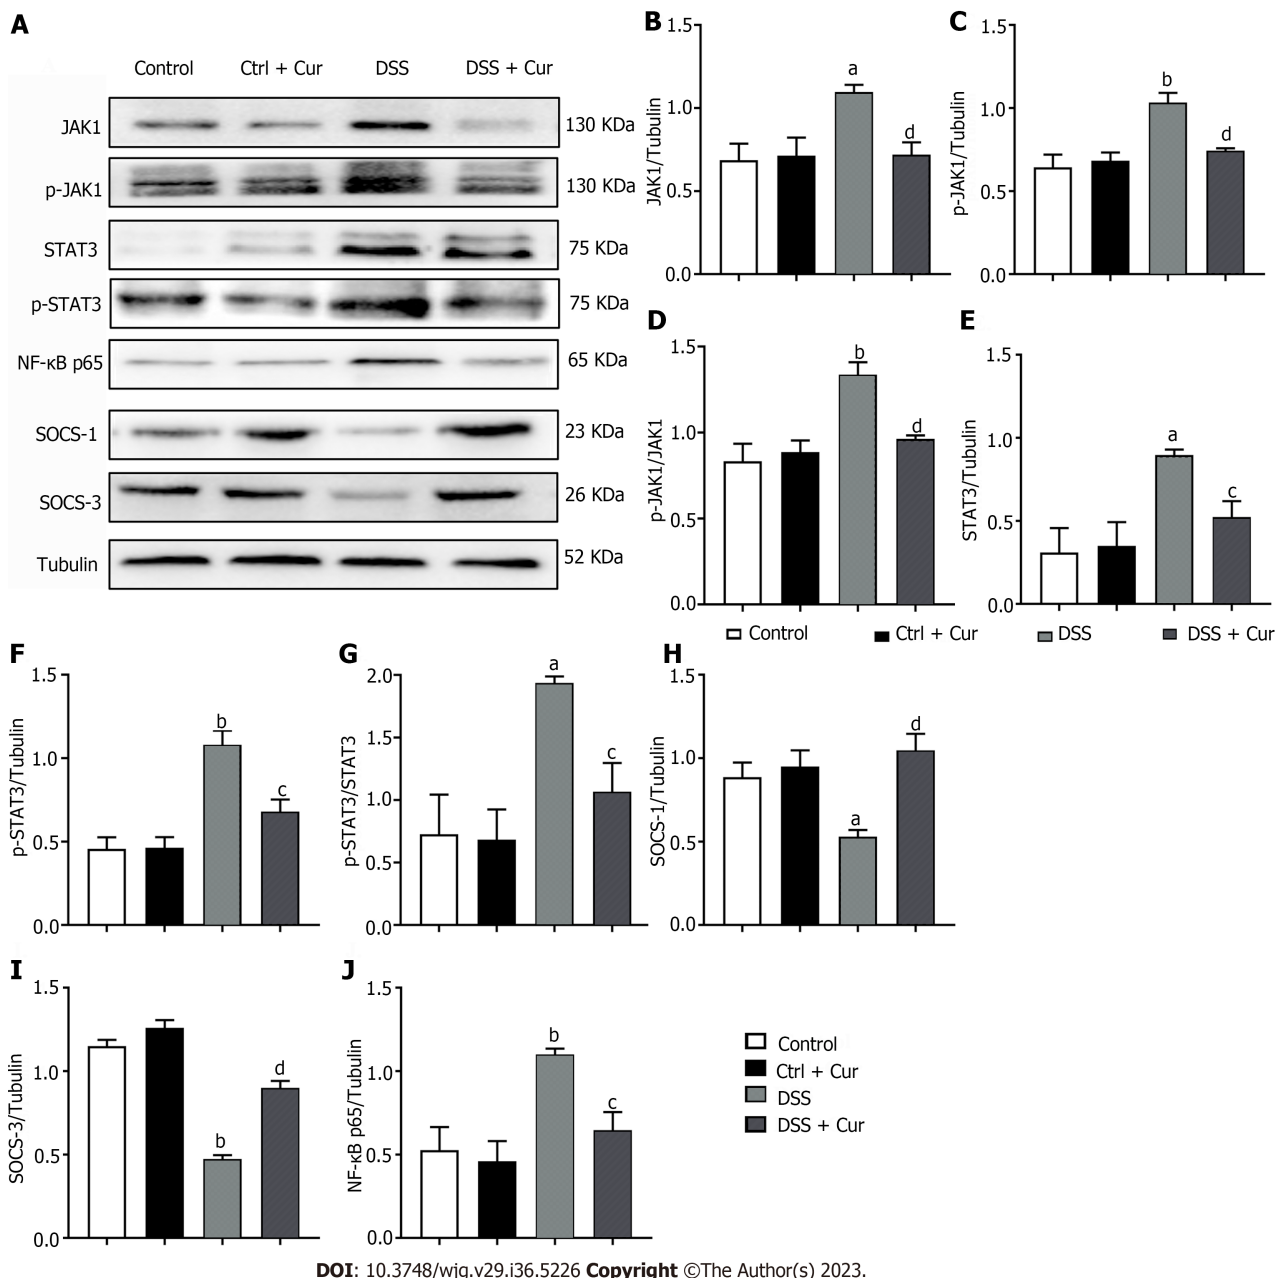 A
Control Ctrl + Cur DSS DSS + Cur
JAK1 130 KDa
p-JAK1 130 KDa
STAT3 75 KDa
p-STAT3 75 KDa
NF-κB p65 65 KDa
SOCS-1 23 KDa
SOCS-3 26 KDa
Tubulin 52 KDa
B
JAK1/Tubulin
1.5
1.0
0.5
0.0
a
d
C
p-JAK1/Tubulin
1.5
1.0
0.5
0.0
b
d
D
p-JAK1/JAK1
1.5
1.0
0.5
0.0
b
d
E
STAT3/Tubulin
1.5
1.0
0.5
0.0
a
c
Control Ctrl + Cur DSS DSS + Cur
F
p-STAT3/Tubulin
1.5
1.0
0.5
0.0
b
c
G
p-STAT3/STAT3
2.0
1.5
1.0
0.5
0.0
a
c
H
SOCS-1/Tubulin
1.5
1.0
0.5
0.0
a
d
I
SOCS-3/Tubulin
1.5
1.0
0.5
0.0
b
d
J
NF-κB p65/Tubulin
1.5
1.0
0.5
0.0
b
c
Control
Ctrl + Cur
DSS
DSS + Cur
DOI: 10.3748/wjg.v29.i36.5226 Copyright ©The Author(s) 2023.